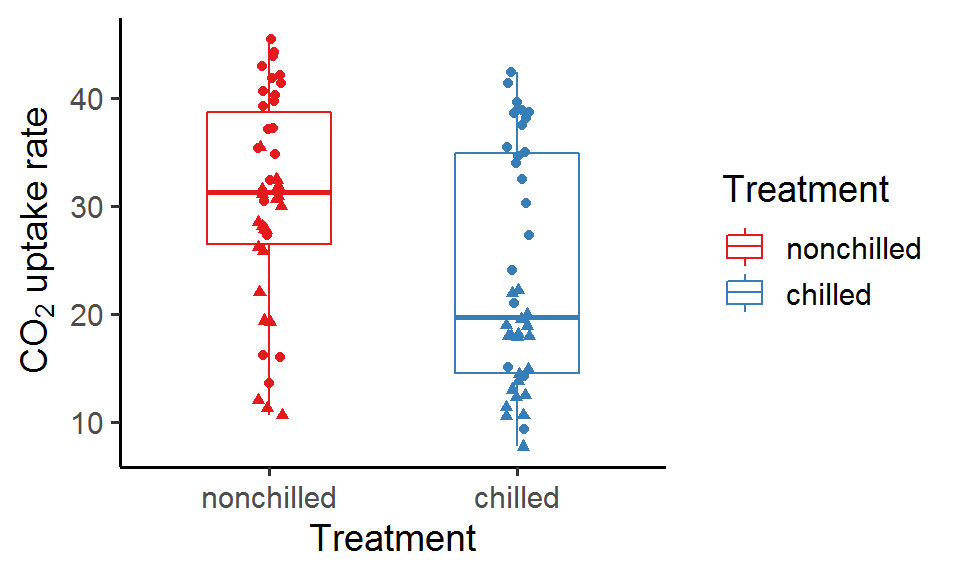 CO₂ uptake rate
40
30
20
10
nonchilled
chilled
Treatment
Treatment
nonchilled
chilled